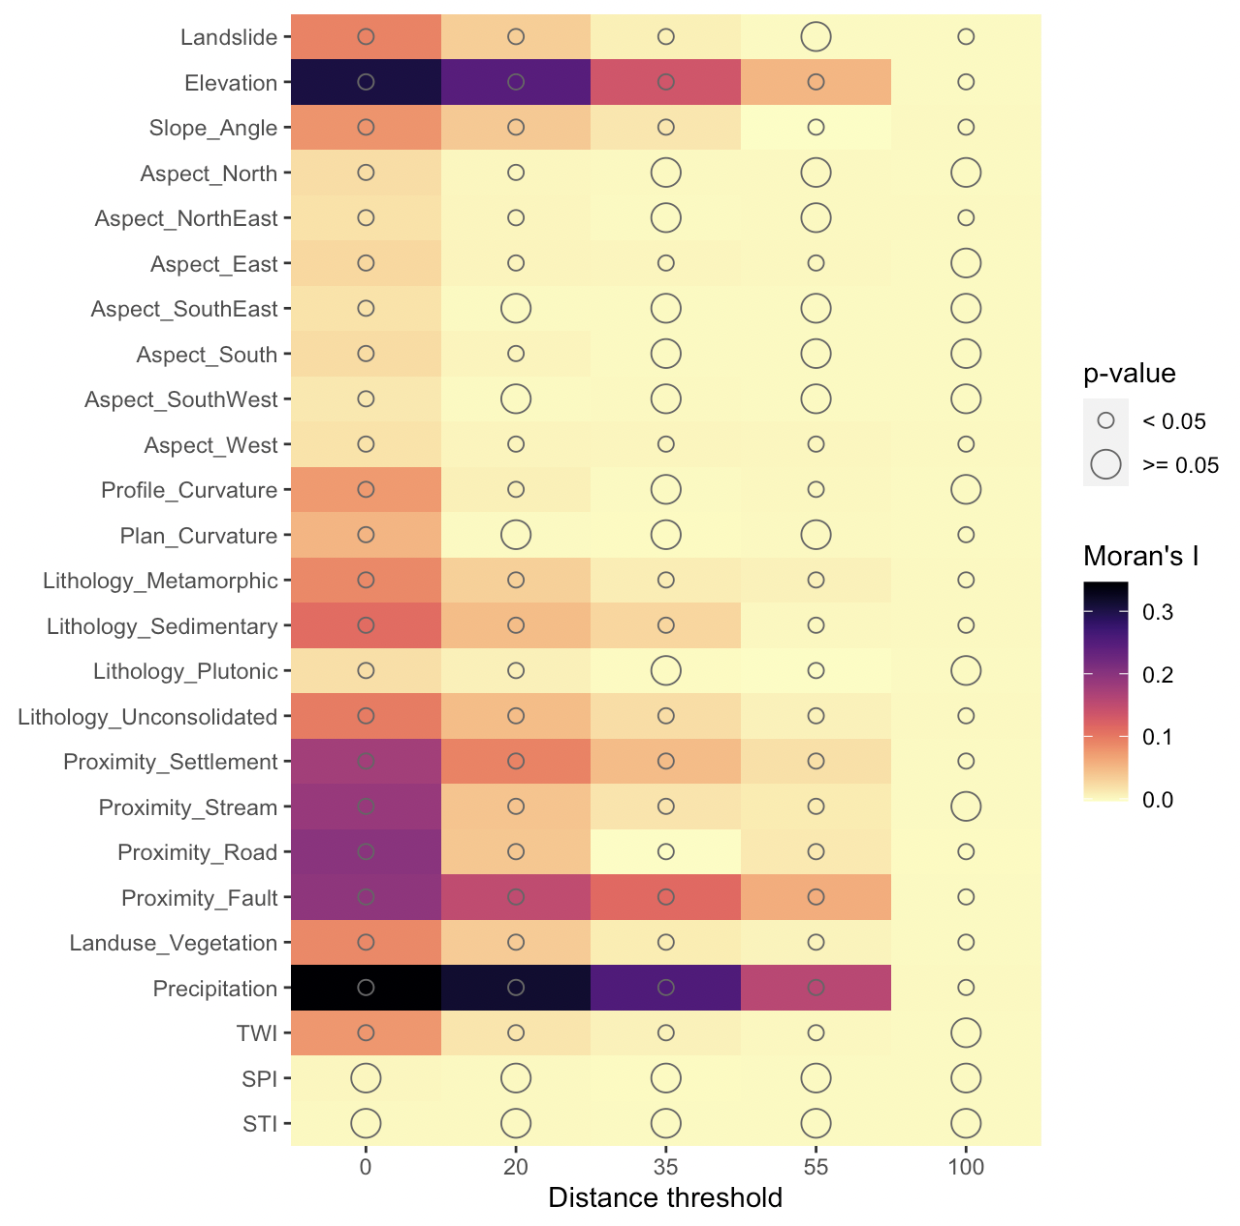 Landslide
Elevation
Slope_Angle
Aspect_North
Aspect_NorthEast
Aspect_East
Aspect_SouthEast
Aspect_South
Aspect_SouthWest
Aspect_West
Profile_Curvature
Plan_Curvature
Lithology_Metamorphic
Lithology_Sedimentary
Lithology_Plutonic
Lithology_Unconsolidated
Proximity_Settlement
Proximity_Stream
Proximity_Road
Proximity_Fault
Landuse_Vegetation
Precipitation
TWI
SPI
STI
0 20 35 55 100
Distance threshold
p-value
< 0.05
>= 0.05
Moran's I
0.3
0.2
0.1
0.0